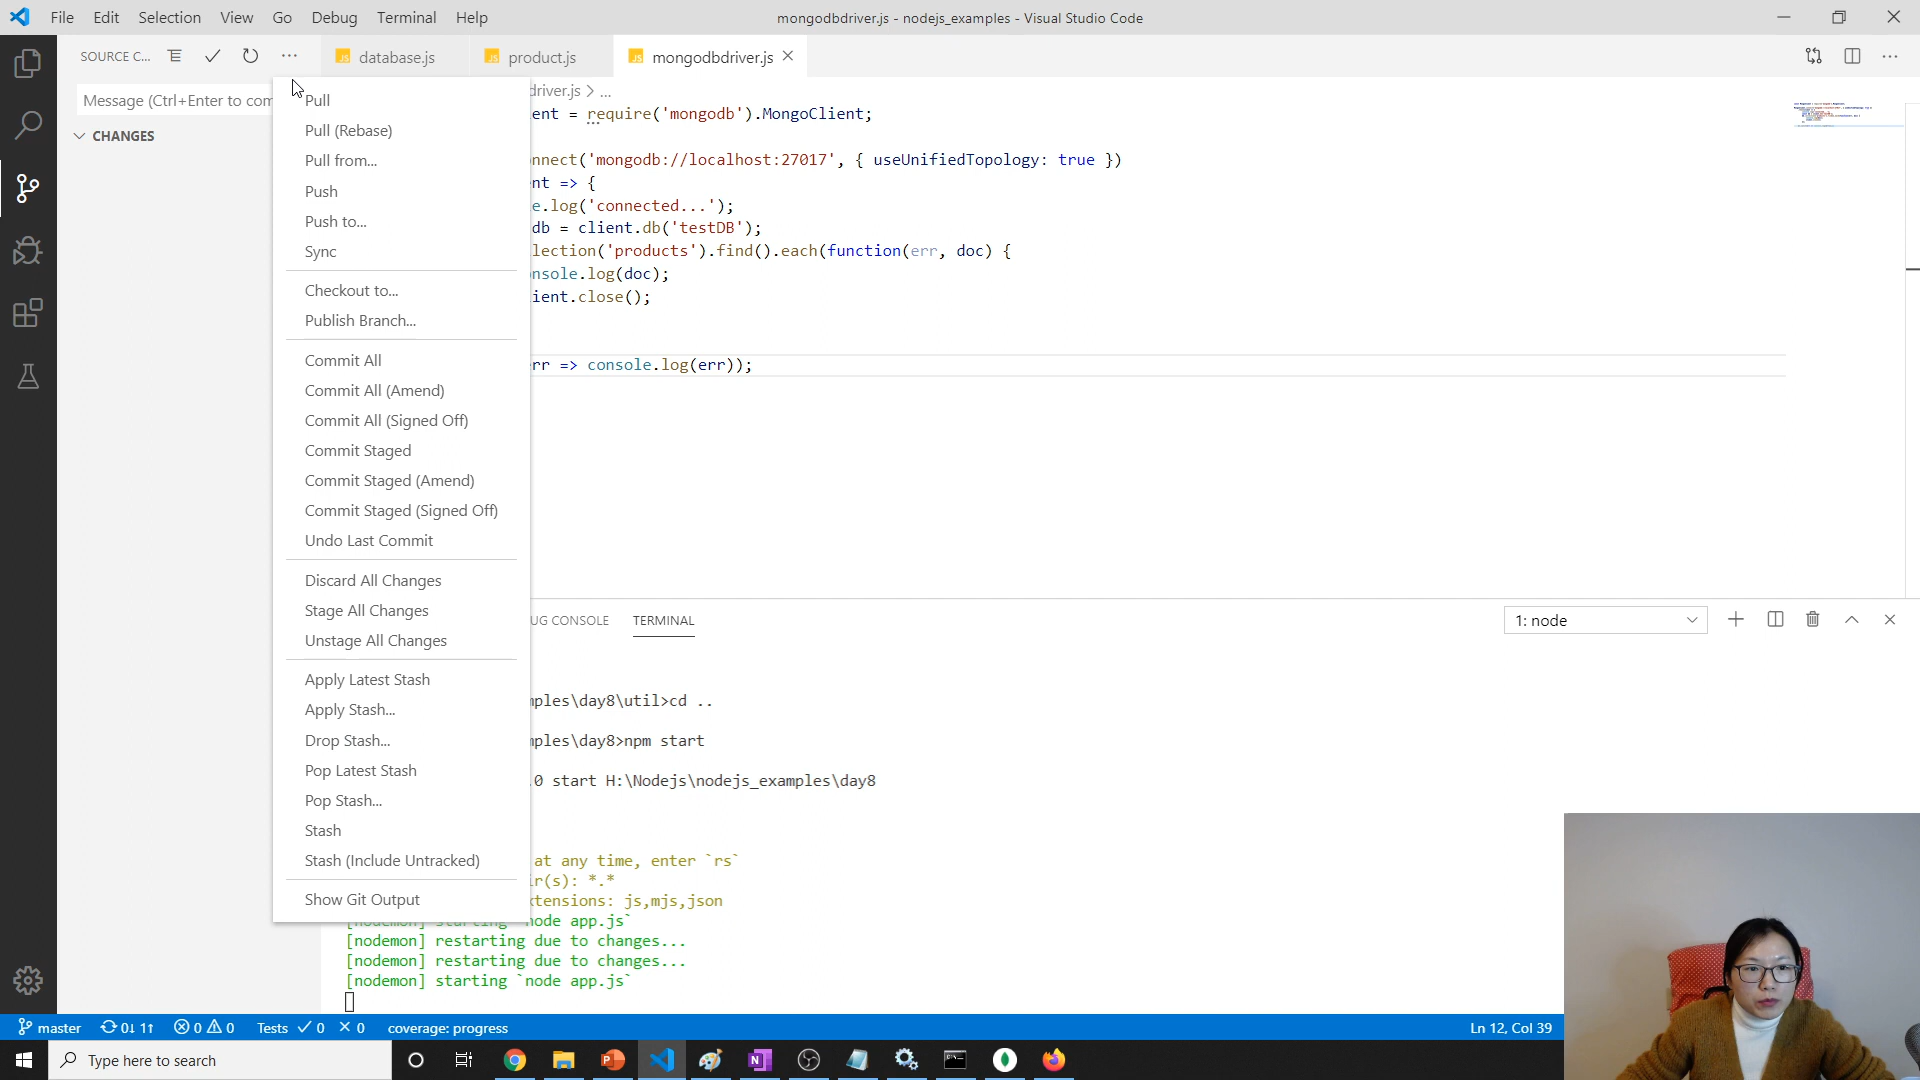 File Edit Selection View Go Debug Terminal Help
mongodbdriver.js - nodejs_examples - Visual Studio Code
SOURCE C...
database.js
product.js
mongodbdriver.js
Message (Ctrl+Enter to com
CHANGES
Pull
Pull (Rebase)
Pull from...
Push
Push to...
Sync
Checkout to...
Publish Branch...
Commit All
Commit All (Amend)
Commit All (Signed Off)
Commit Staged
Commit Staged (Amend)
Commit Staged (Signed Off)
Undo Last Commit
Discard All Changes
Stage All Changes
Unstage All Changes
Apply Latest Stash
Apply Stash...
Drop Stash...
Pop Latest Stash
Pop Stash...
Stash
Stash (Include Untracked)
Show Git Output
driver.js > ...
ent = require('mongodb').MongoClient;
nnect('mongodb://localhost:27017', { useUnifiedTopology: true })
nt => {
e.log('connected...');
db = client.db('testDB');
llection('products').find().each(function(err, doc) {
nsole.log(doc);
ient.close();
rr => console.log(err));
UG CONSOLE
TERMINAL
1: node
mples\day8\util>cd ..
mples\day8>npm start
.0 start H:\Nodejs\nodejs_examples\day8
at any time, enter `rs`
ir(s): *.*
xtensions: js,mjs,json
[nodemon] starting `node app.js`
[nodemon] restarting due to changes...
[nodemon] restarting due to changes...
[nodemon] starting `node app.js`
master 0↓ 1↑ 0 0 Tests ✓ 0 × 0 coverage: progress
Ln 12, Col 39
Type here to search